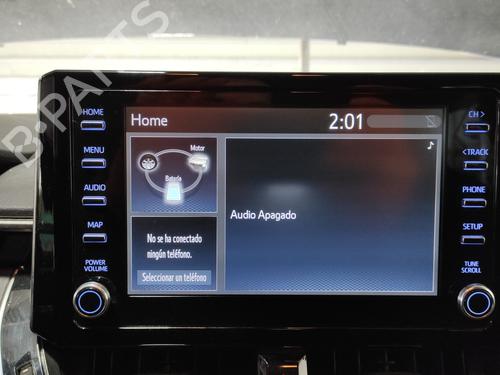 B-PARTS
HOME
MENU
AUDIO
MAP
POWER
VOLUME
Home
2:01
Motor
Batería
No se ha conectado
ningún teléfono.
Seleccionar un teléfono
Audio Apagado
CH >
< TRACK
PHONE
SETUP
TUNE
SCROLL